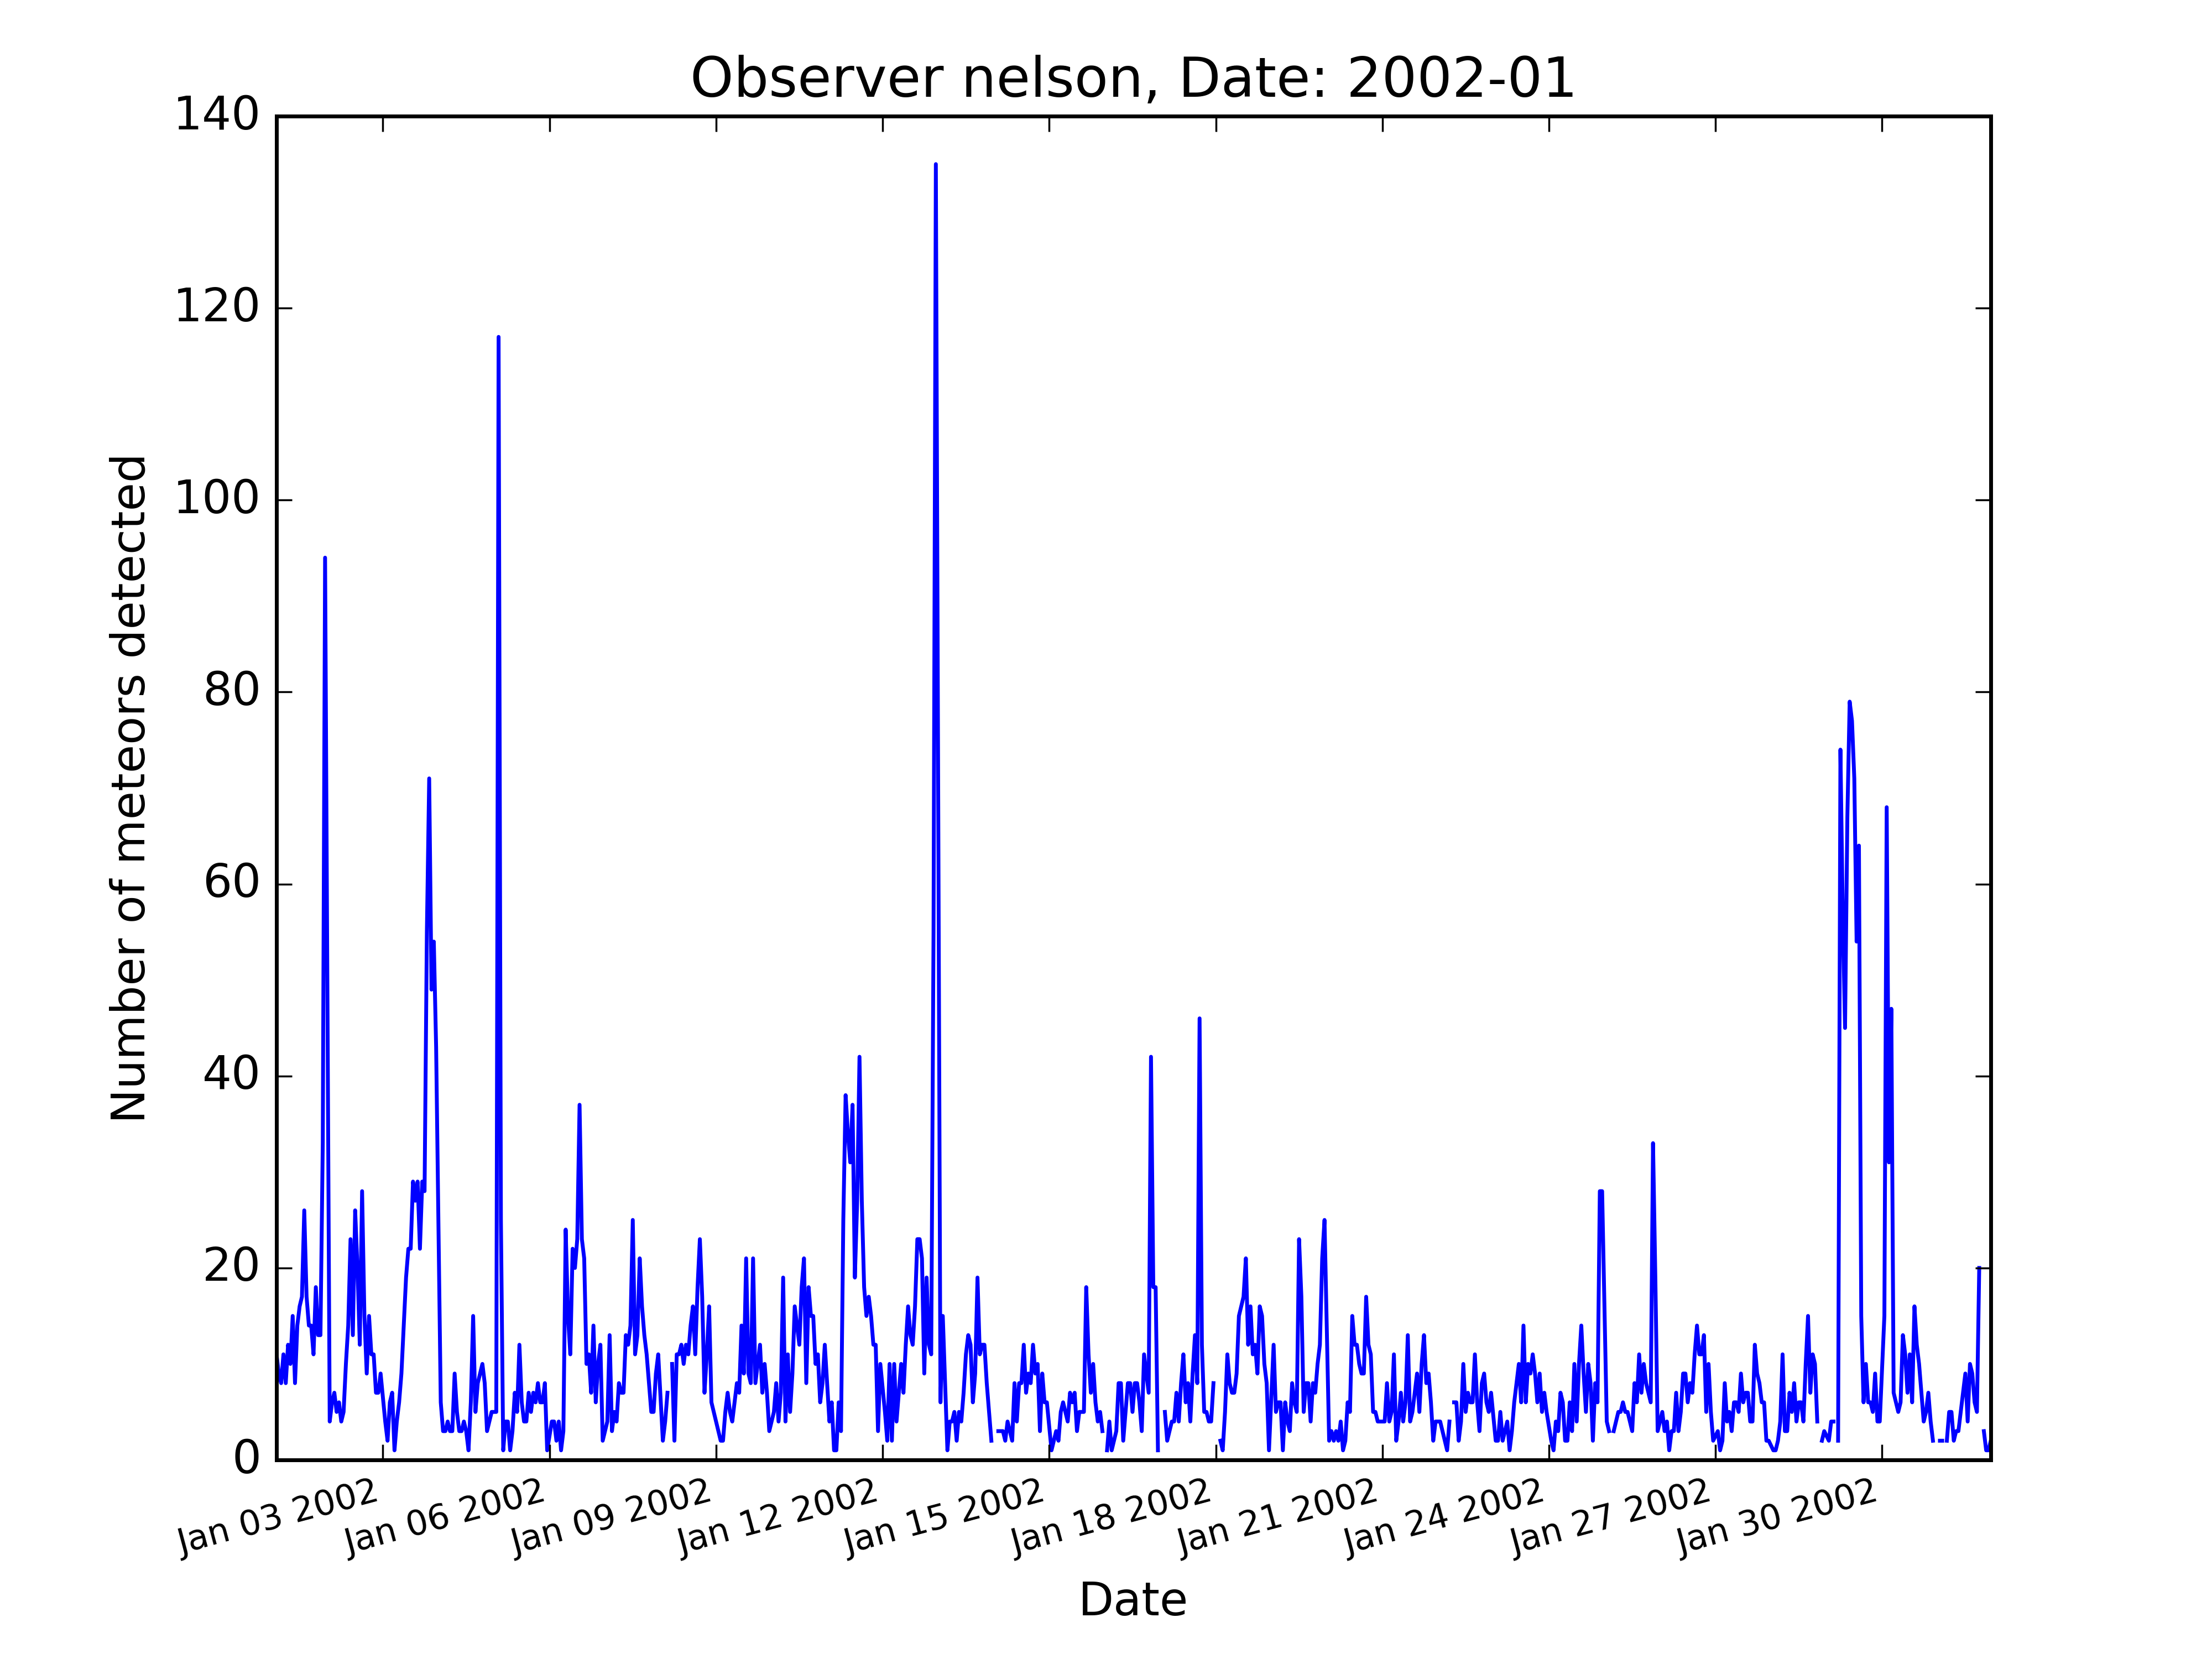 Observer nelson, Date: 2002-01
140
120
100
80
60
40
20
0
Number of meteors detected
Jan 03 2002
Jan 06 2002
Jan 09 2002
Jan 12 2002
Jan 15 2002
Jan 18 2002
Jan 21 2002
Jan 24 2002
Jan 27 2002
Jan 30 2002
Date